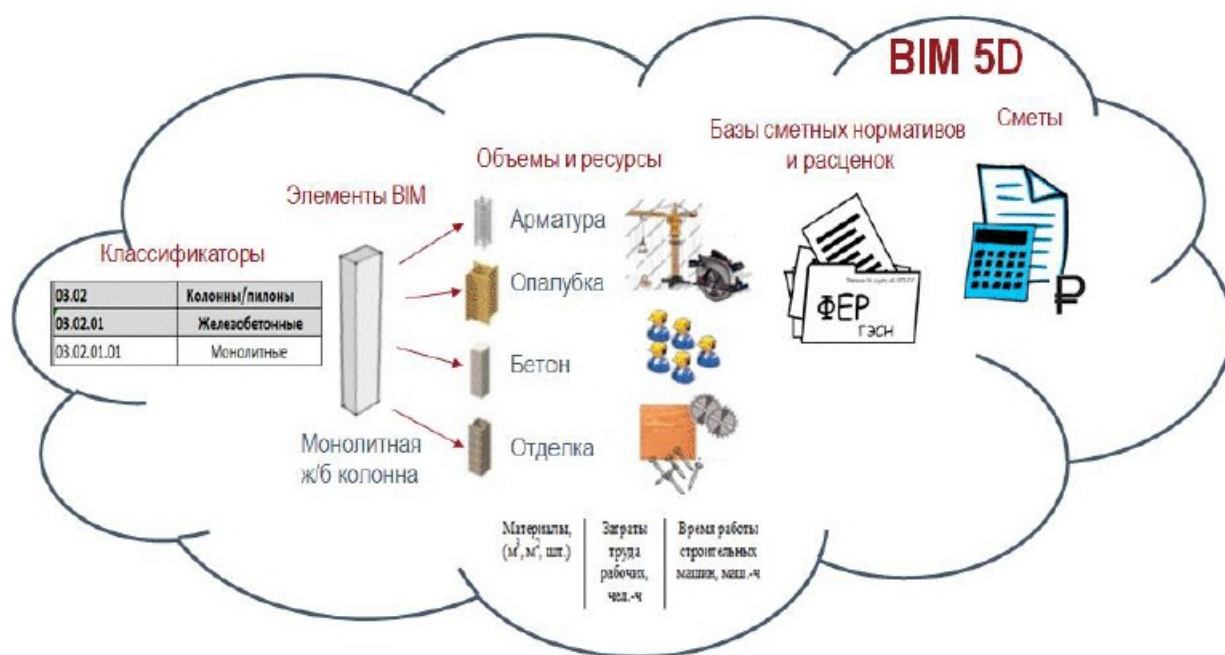 BIM 5D
Сметы
Базы сметных нормативов
и расценок
Объемы и ресурсы
Элементы BIM
Классификаторы
03.02 Колонны/пилоны
03.02.01 Железобетонные
03.02.01.01 Монолитные
Арматура
Опалубка
Бетон
Отделка
Монолитная
ж/б колонна
ФЕР
ГЭСН
₽
Материалы,
(м³, м², шт.)
Затраты
труда
рабочих,
чел.-ч
Время работы
строительных
машин, маш.-ч